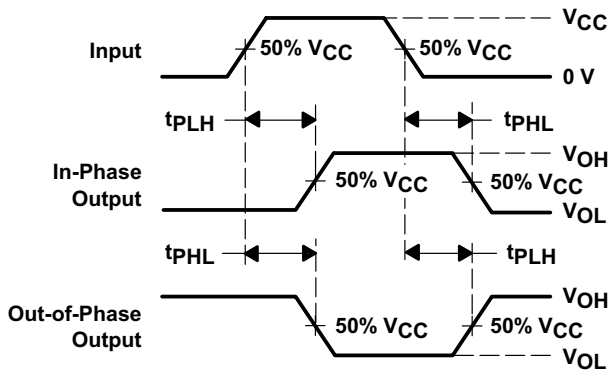 VCC
Input
50% VCC
50% VCC
0 V
tPLH
tPHL
VOH
In-Phase
Output
50% VCC
50% VCC
VOL
tPHL
tPLH
VOH
Out-of-Phase
Output
50% VCC
50% VCC
VOL